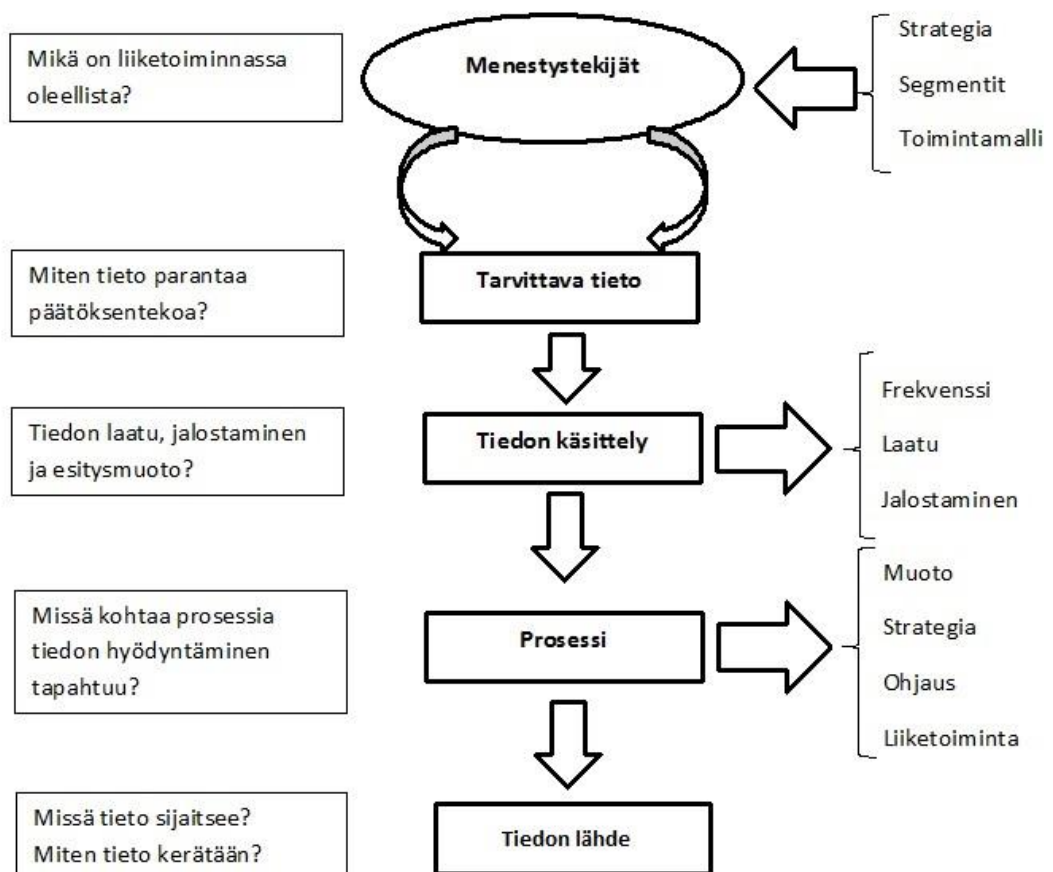 Mikä on liiketoiminnassa
oleellista?
Menestystekijät
Strategia
Segmentit
Toimintamalli
Miten tieto parantaa
päätöksentekoa?
Tarvittava tieto
Tiedon laatu, jalostaminen
ja esitysmuoto?
Tiedon käsittely
Frekvenssi
Laatu
Jalostaminen
Missä kohtaa prosessia
tiedon hyödyntäminen
tapahtuu?
Prosessi
Muoto
Strategia
Ohjaus
Liiketoiminta
Missä tieto sijaitsee?
Miten tieto kerätään?
Tiedon lähde